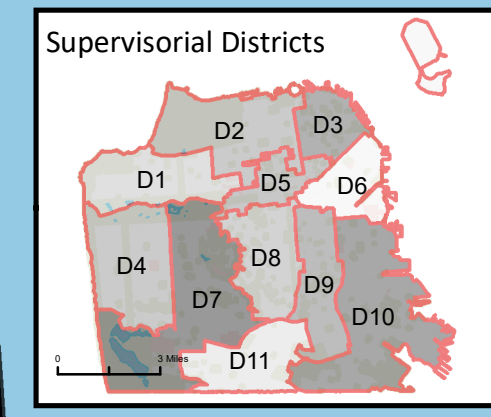 Supervisorial Districts
D2
D3
D1
D5
D6
D4
D8
D7
D9
D10
D11
0
3 Miles